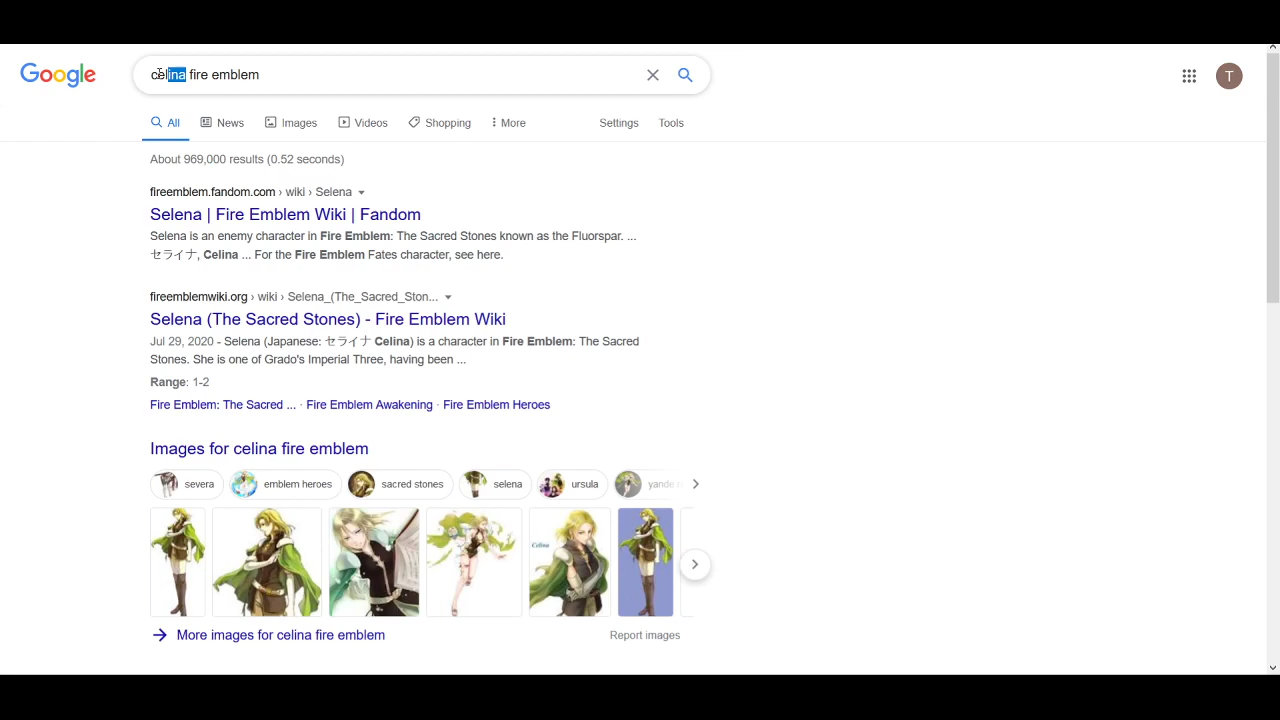 Google
celina fire emblem
T
All News Images Videos Shopping More Settings Tools
About 969,000 results (0.52 seconds)
fireemblem.fandom.com › wiki › Selena
Selena | Fire Emblem Wiki | Fandom
Selena is an enemy character in Fire Emblem: The Sacred Stones known as the Fluorspar. ...
セライナ, Celina ... For the Fire Emblem Fates character, see here.
fireemblemwiki.org › wiki › Selena_(The_Sacred_Ston...
Selena (The Sacred Stones) - Fire Emblem Wiki
Jul 29, 2020 - Selena (Japanese: セライナ Celina) is a character in Fire Emblem: The Sacred
Stones. She is one of Grado's Imperial Three, having been ...
Range: 1-2
Fire Emblem: The Sacred ... · Fire Emblem Awakening · Fire Emblem Heroes
Images for celina fire emblem
severa emblem heroes sacred stones selena ursula yande
Celina
More images for celina fire emblem Report images